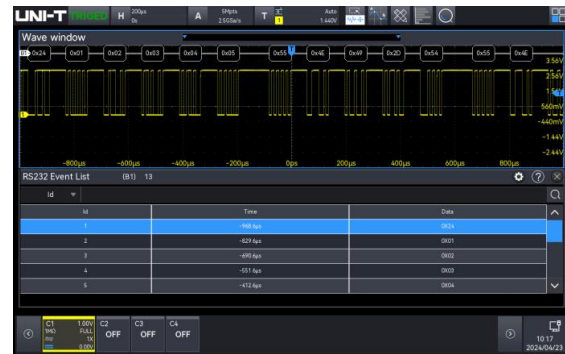 UNI-T TRIGED H 200μs 0s A 5Mpts 2.5GSa/s T 1 Auto 1.440V
Wave window
B1 0x24 0x01 0x02 0x03 0x04 0x05 0x55 T 0x4E 0x49 0x2D 0x54 0x55 0x4E
3.56V
2.56V
560mV
-440mV
-1.44V
-2.44V
-800μs -600μs -400μs -200μs 0ps 200μs 400μs 600μs 800μs
RS232 Event List (B1) 13
Id
Id Time Data
1 -968.6μs 0X24
2 -829.6μs 0X01
3 -690.6μs 0X02
4 -551.6μs 0X03
5 -412.6μs 0X04
C1 1.00V C2 C3 C4
1MΩ FULL OFF OFF OFF
1X
0.00V
10:17
2024/04/23